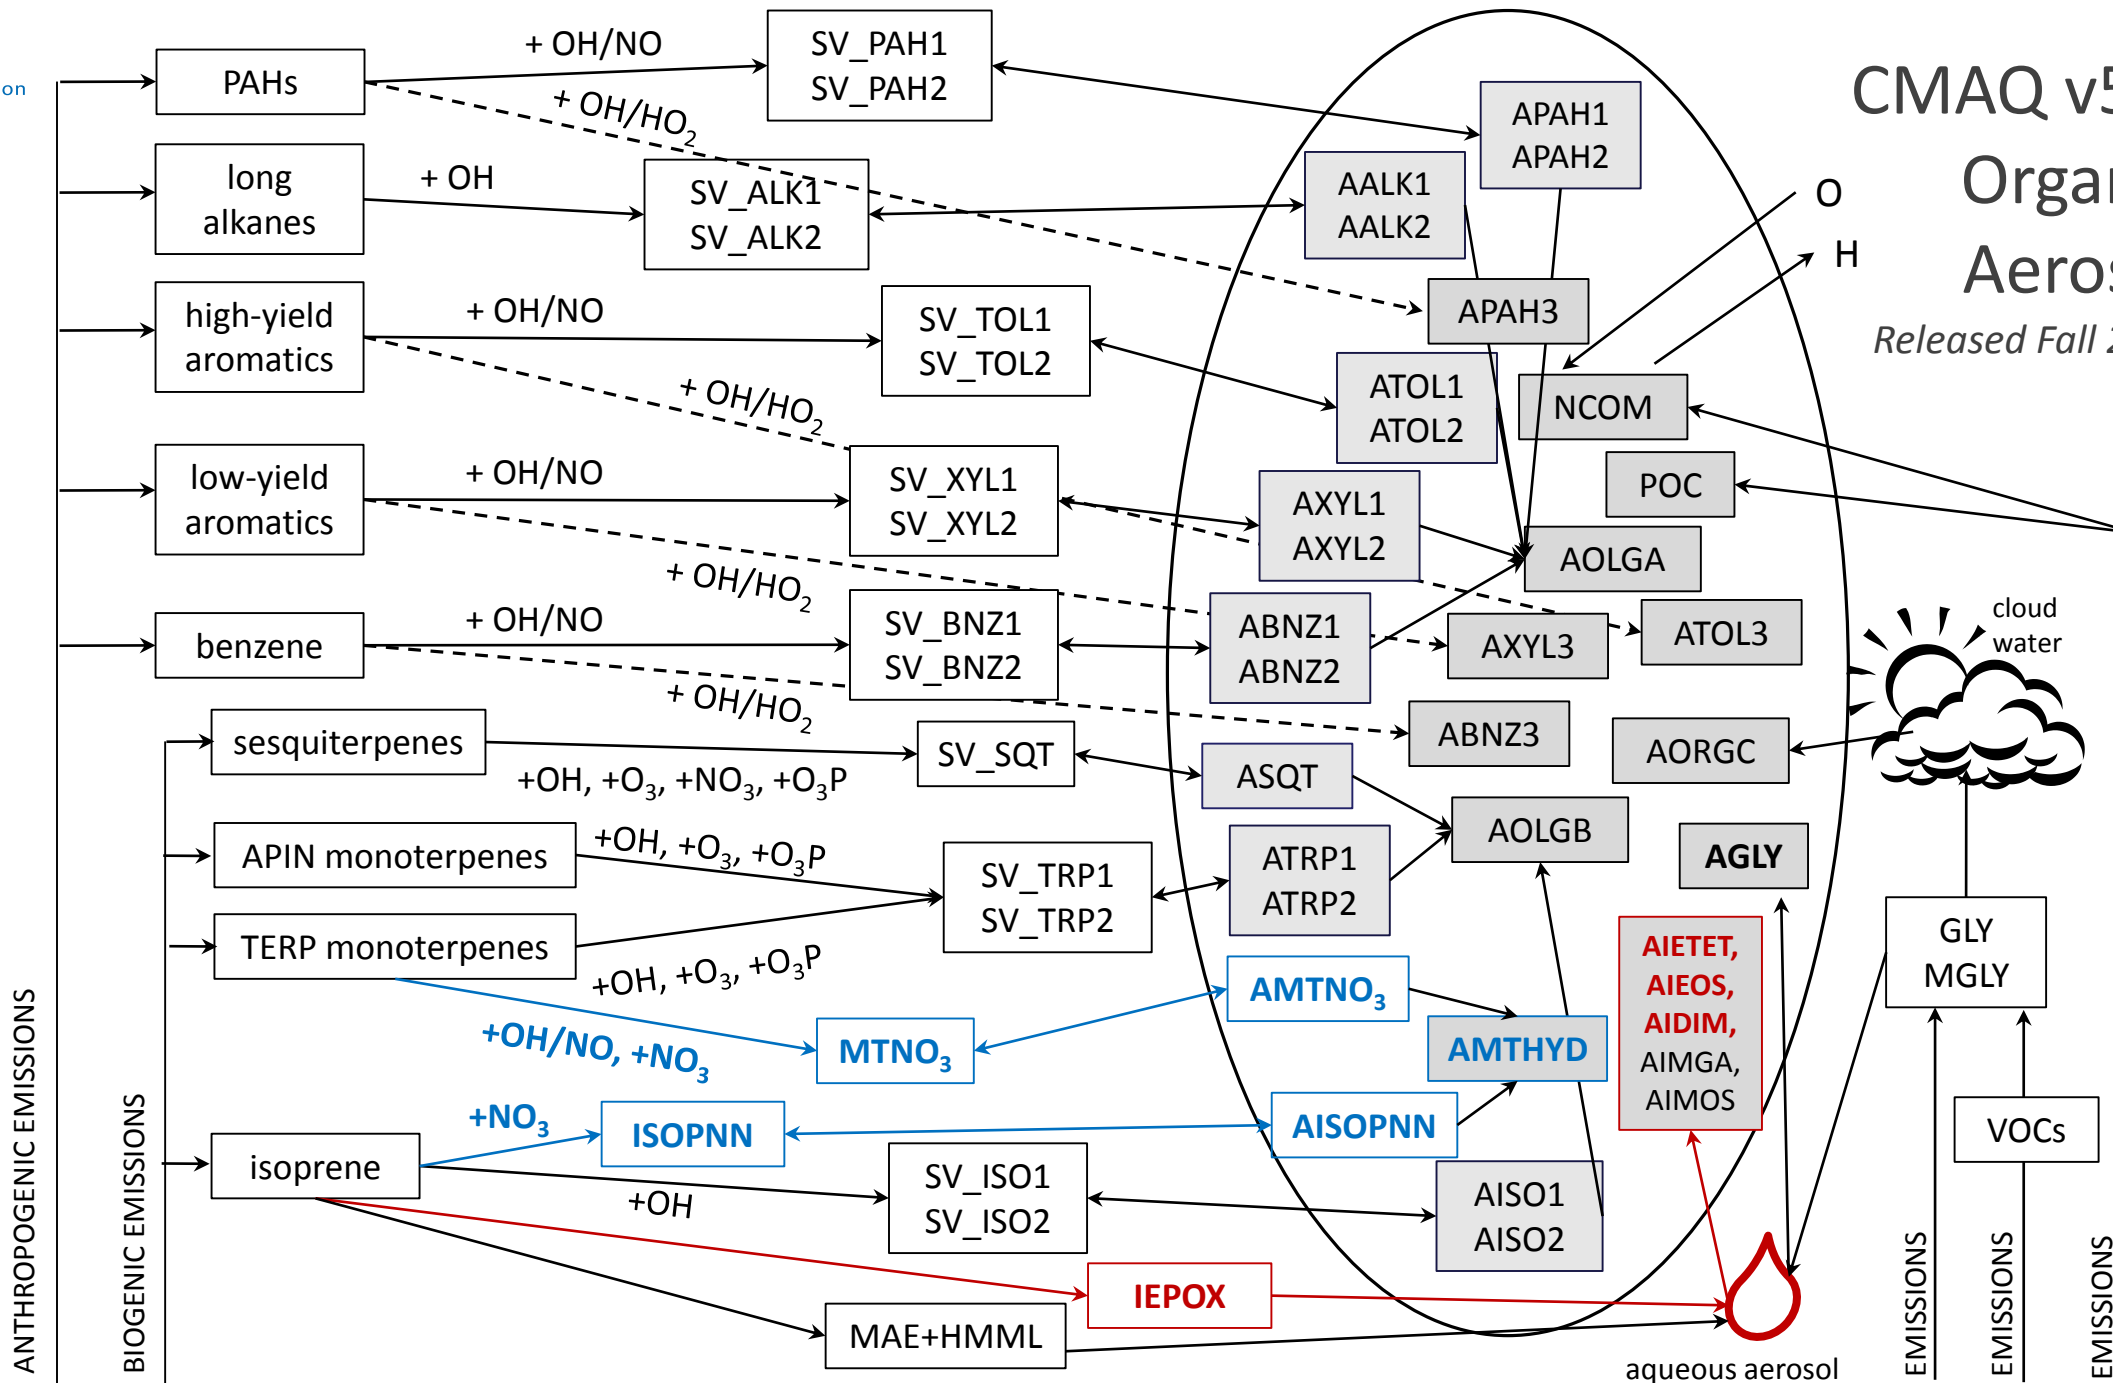 on
PAHs
+ OH/NO
+ OH/HO2
SV_PAH1
SV_PAH2
APAH1
APAH2
CMAQ v5
Organ
Aeros
Released Fall 2
long
alkanes
+ OH
SV_ALK1
SV_ALK2
AALK1
AALK2
O
H
APAH3
high-yield
aromatics
+ OH/NO
+ OH/HO2
SV_TOL1
SV_TOL2
ATOL1
ATOL2
NCOM
POC
low-yield
aromatics
+ OH/NO
+ OH/HO2
SV_XYL1
SV_XYL2
AXYL1
AXYL2
AOLGA
benzene
+ OH/NO
+ OH/HO2
SV_BNZ1
SV_BNZ2
ABNZ1
ABNZ2
AXYL3
ATOL3
cloud
water
ABNZ3
AORGC
sesquiterpenes
+OH, +O3, +NO3, +O3P
SV_SQT
ASQT
AOLGB
AGLY
APIN monoterpenes
+OH, +O3, +O3P
SV_TRP1
SV_TRP2
ATRP1
ATRP2
TERP monoterpenes
+OH, +O3, +O3P
+OH/NO, +NO3
MTNO3
AMTNO3
AMTHYD
AIETET,
AIEOS,
AIDIM,
AIMGA,
AIMOS
GLY
MGLY
VOCs
isoprene
+NO3
ISOPNN
AISOPNN
+OH
SV_ISO1
SV_ISO2
AISO1
AISO2
IEPOX
MAE+HMML
aqueous aerosol
ANTHROPOGENIC EMISSIONS
BIOGENIC EMISSIONS
EMISSIONS
EMISSIONS
EMISSIONS